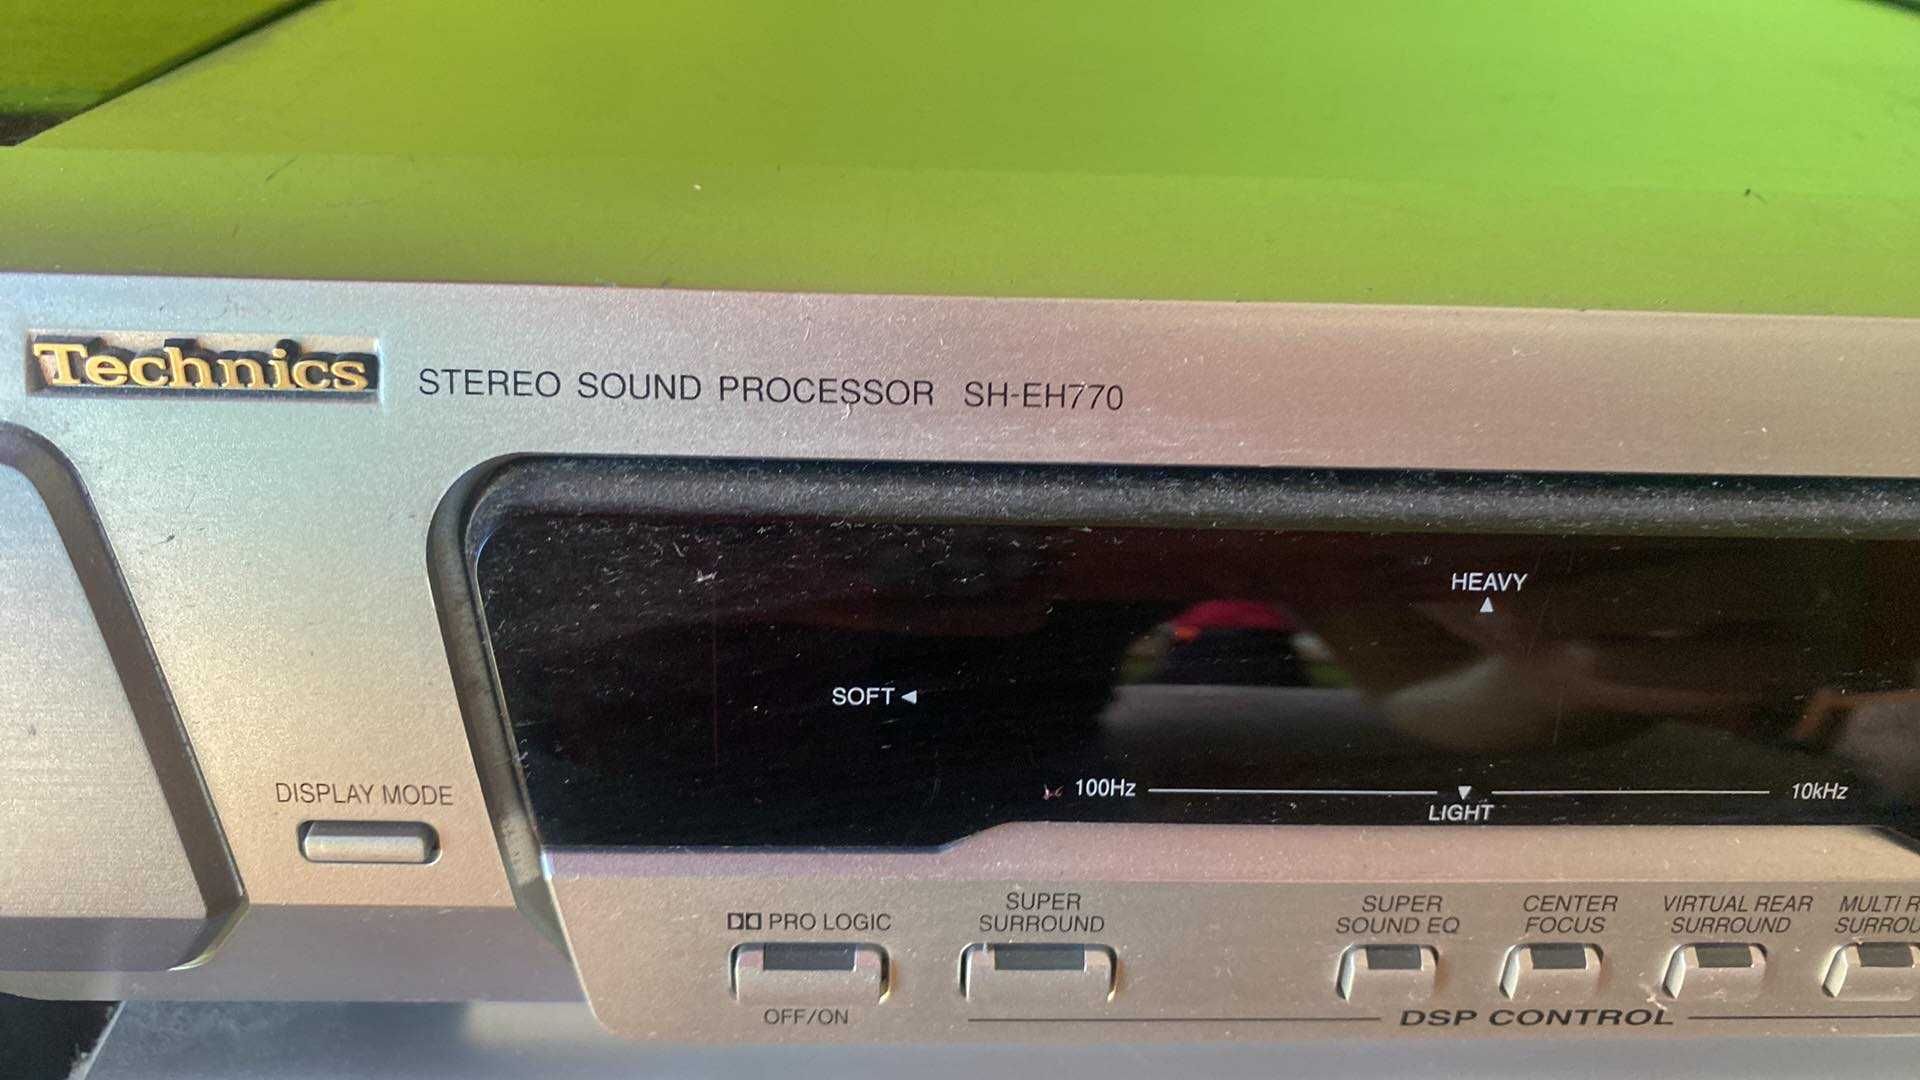 Technics STEREO SOUND PROCESSOR SH-EH770
HEAVY
SOFT
100Hz 10kHz
LIGHT
DISPLAY MODE
PRO LOGIC
OFF/ON
SUPER
SURROUND
SUPER
SOUND EQ
CENTER
FOCUS
VIRTUAL REAR
SURROUND
MULTI
DSP CONTROL